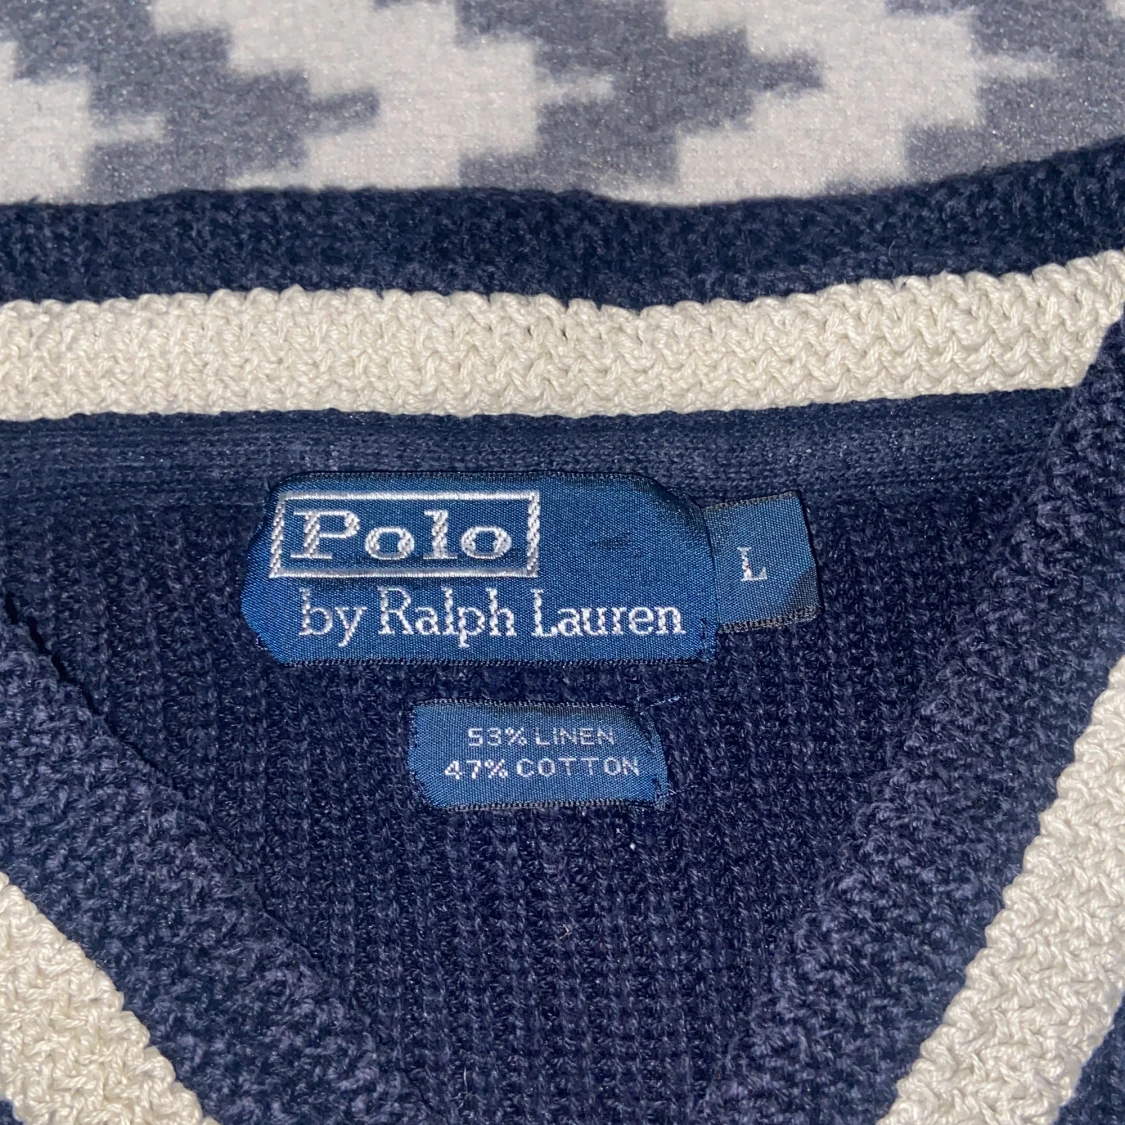 Polo
by Ralph Lauren
L
53% LINEN
47% COTTON